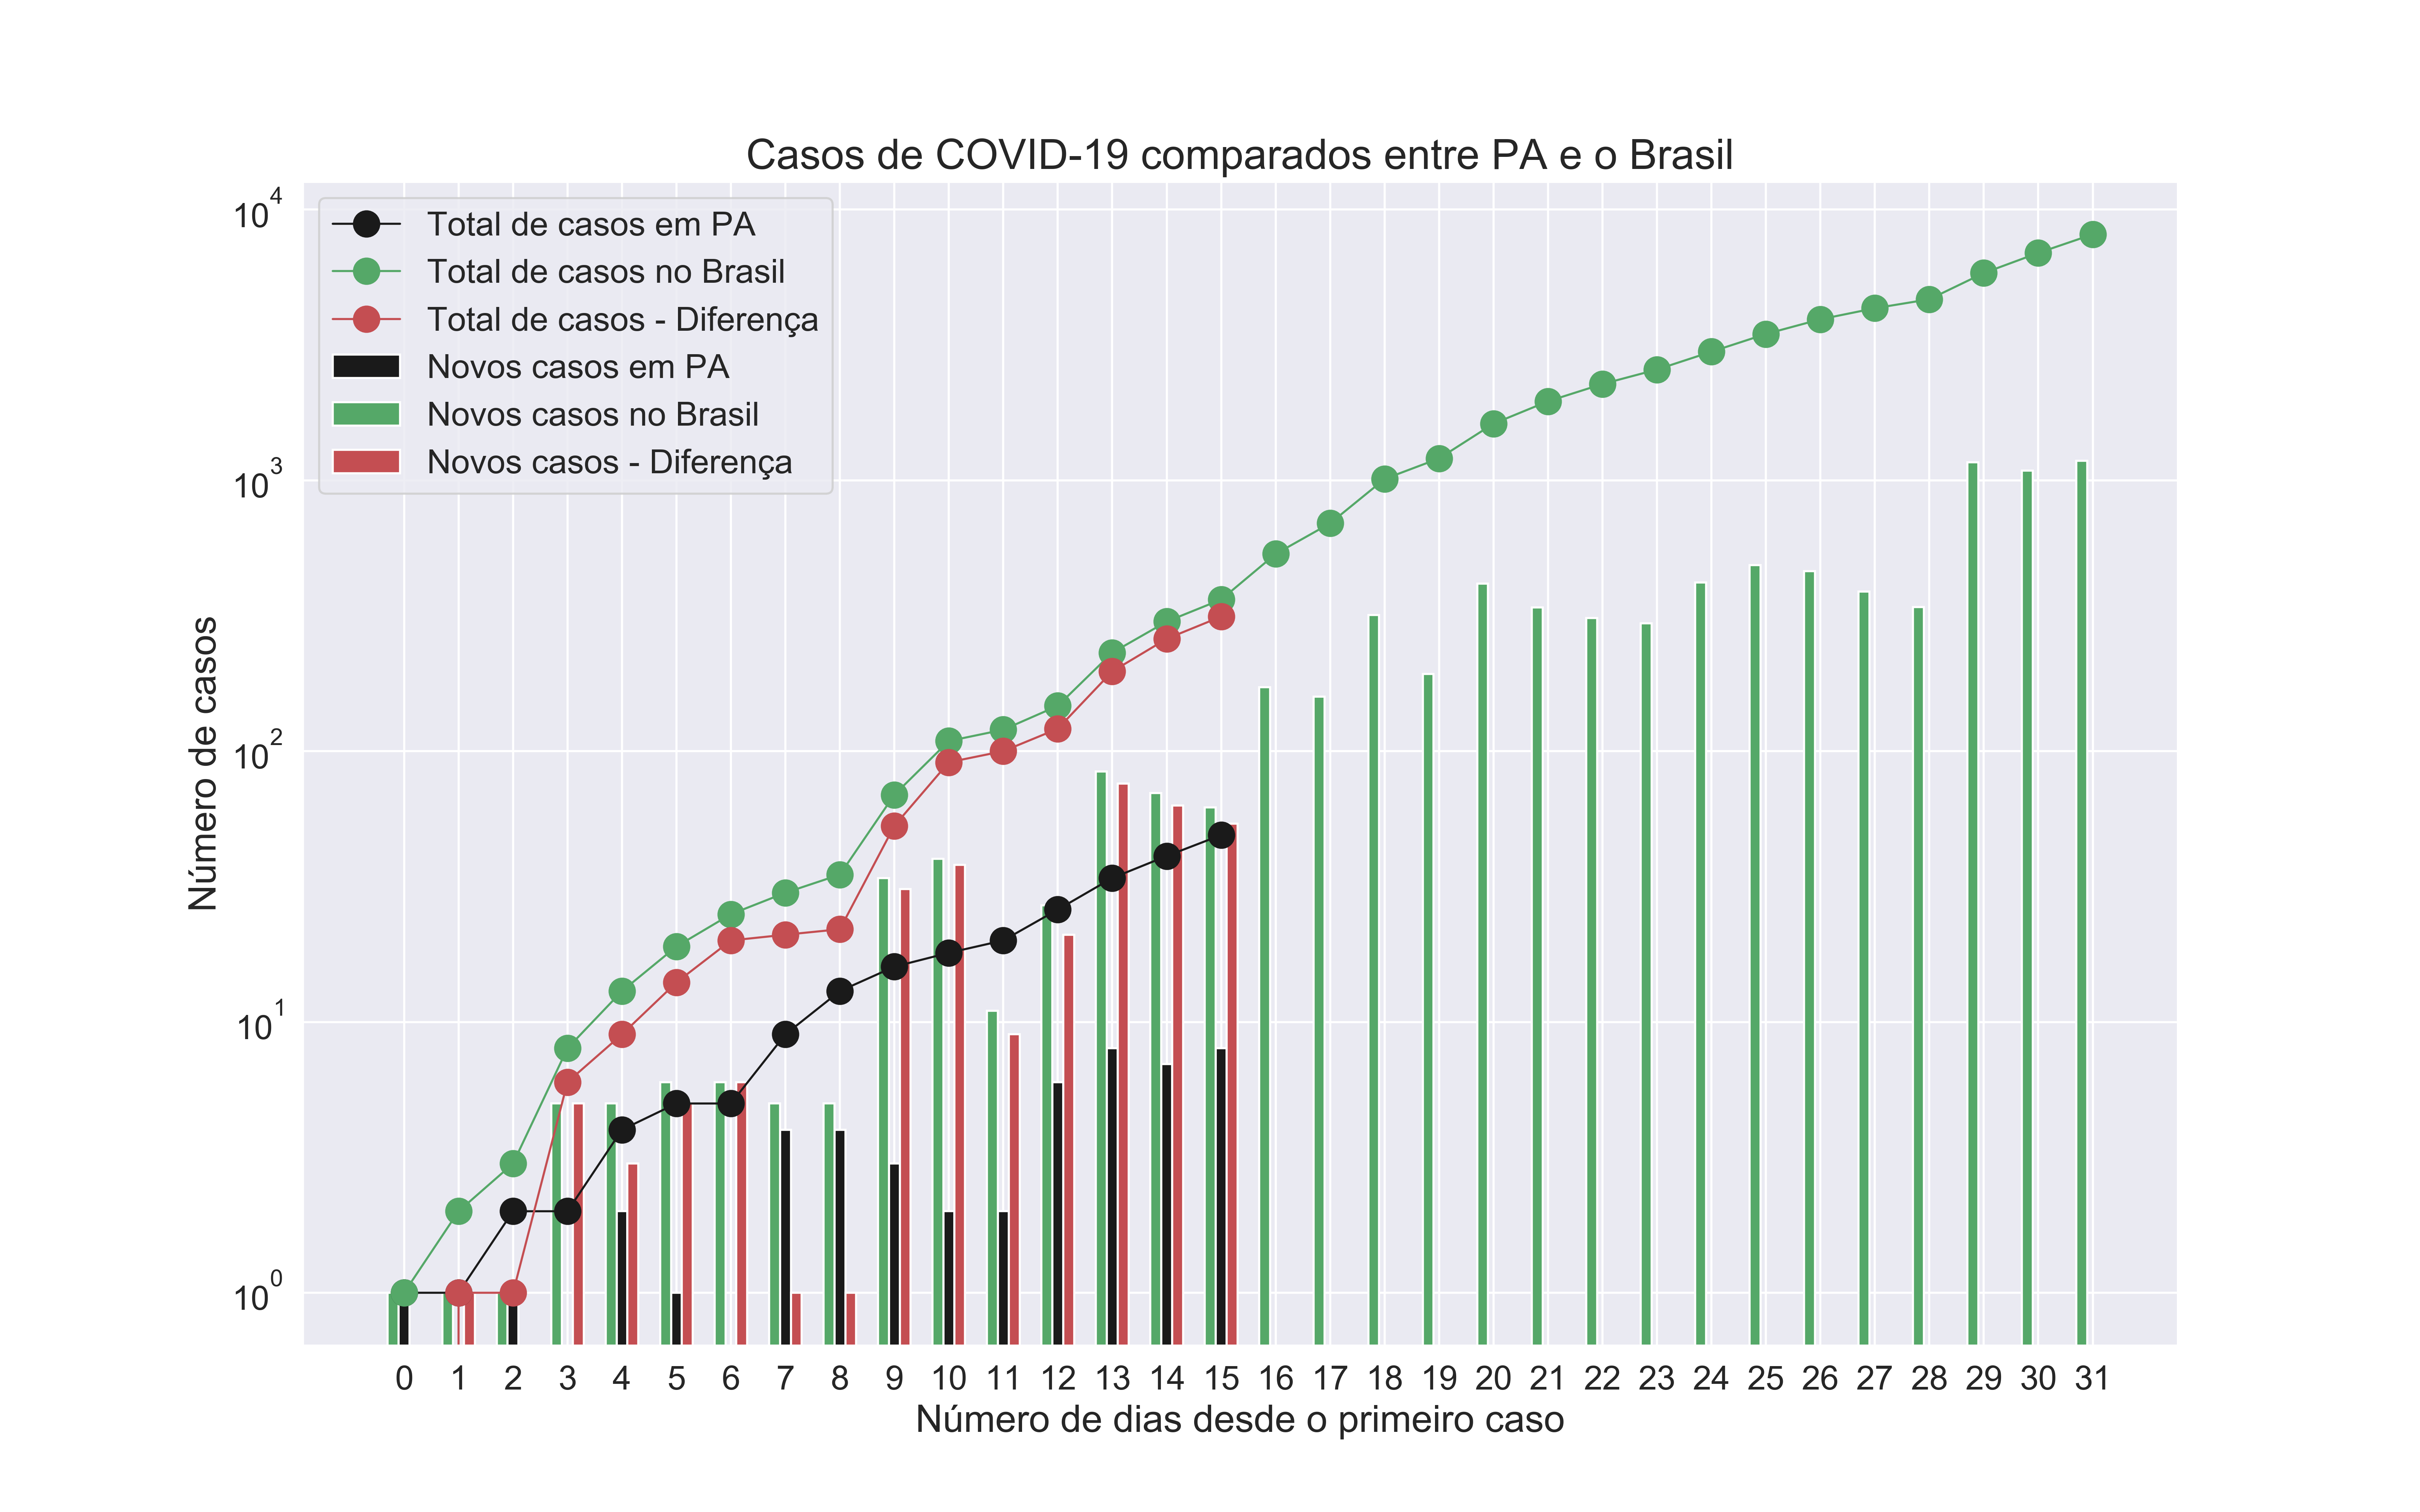 Casos de COVID-19 comparados entre PA e o Brasil
10^4
10^3
10^2
10^1
10^0
Número de casos
Total de casos em PA
Total de casos no Brasil
Total de casos - Diferença
Novos casos em PA
Novos casos no Brasil
Novos casos - Diferença
0 1 2 3 4 5 6 7 8 9 10 11 12 13 14 15 16 17 18 19 20 21 22 23 24 25 26 27 28 29 30 31
Número de dias desde o primeiro caso